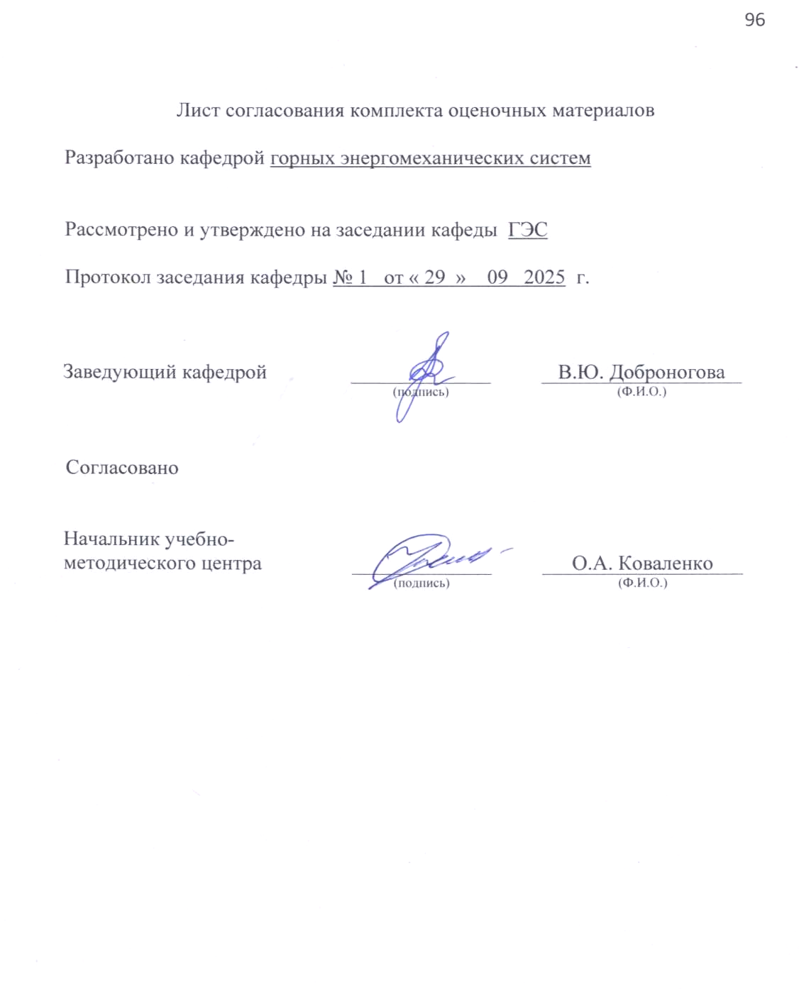 96
Лист согласования комплекта оценочных материалов
Разработано кафедрой горных энергомеханических систем
Рассмотрено и утверждено на заседании кафеды ГЭС
Протокол заседания кафедры № 1 от « 29 » 09 2025 г.
Заведующий кафедрой В.Ю. Доброногова
(подпись) (Ф.И.О.)
Согласовано
Начальник учебно-
методического центра О.А. Коваленко
(подпись) (Ф.И.О.)